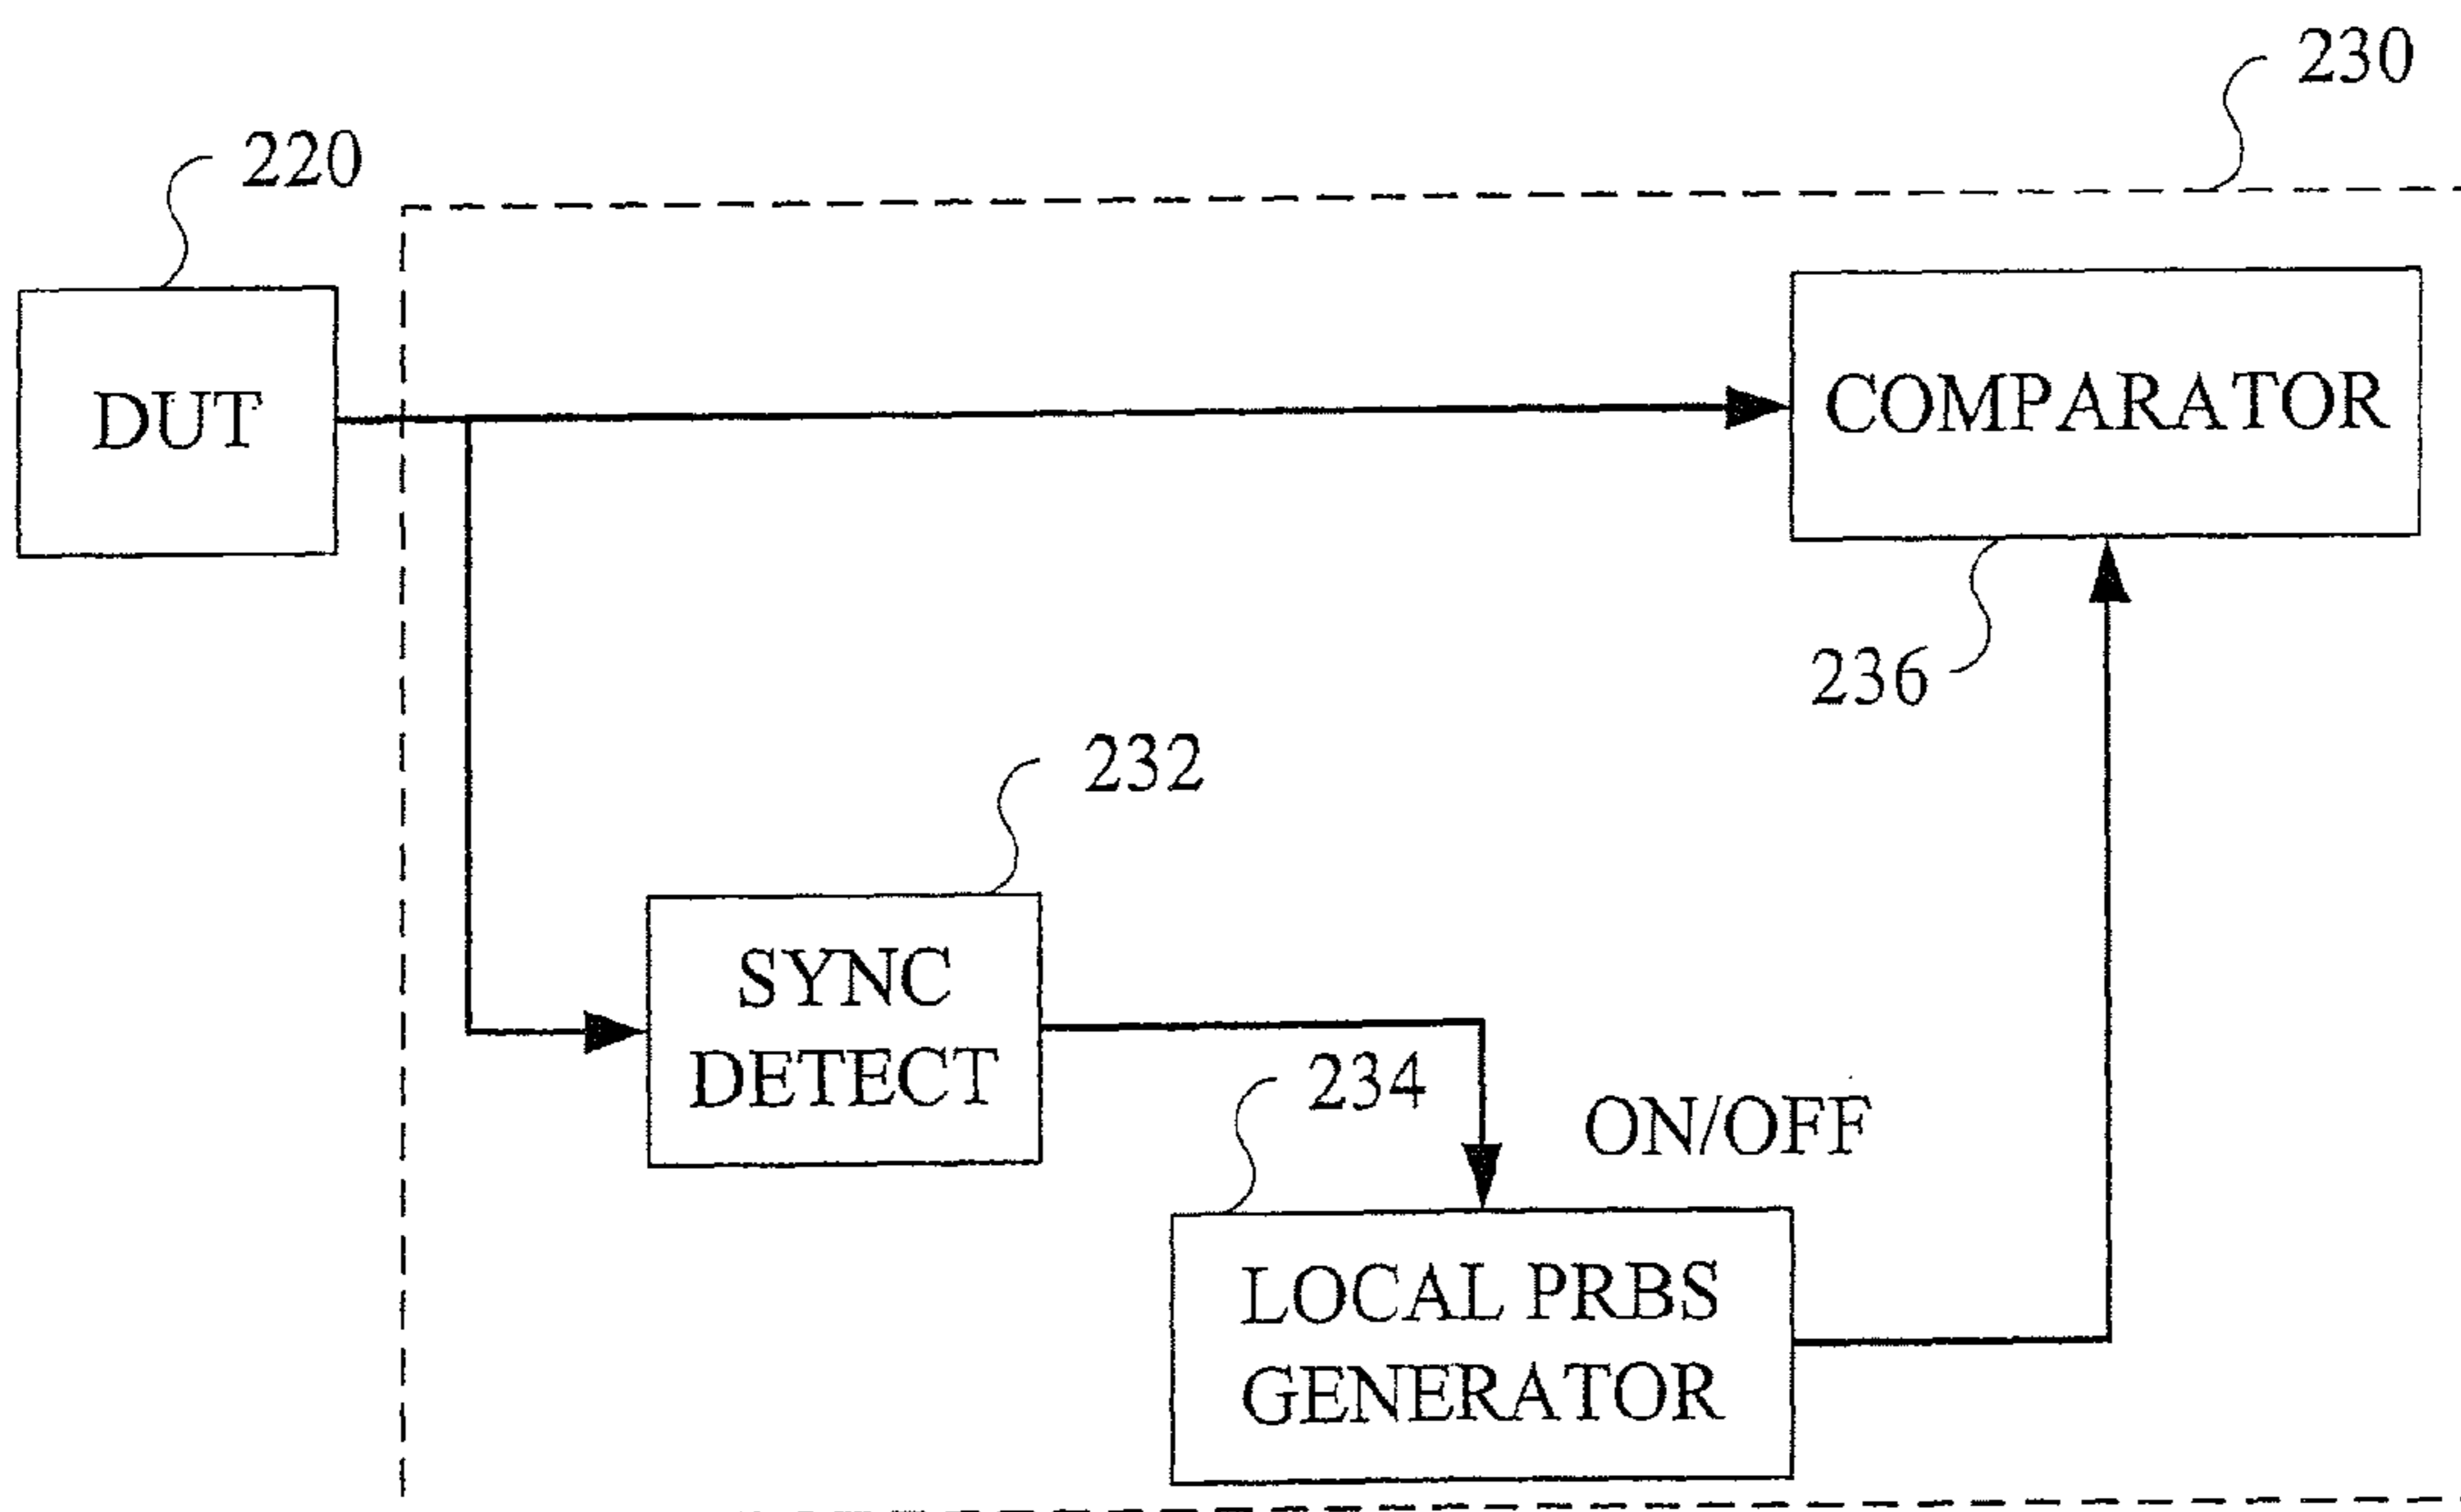 230
220
DUT
COMPARATOR
236
232
SYNC
DETECT
234
ON/OFF
LOCAL PRBS
GENERATOR